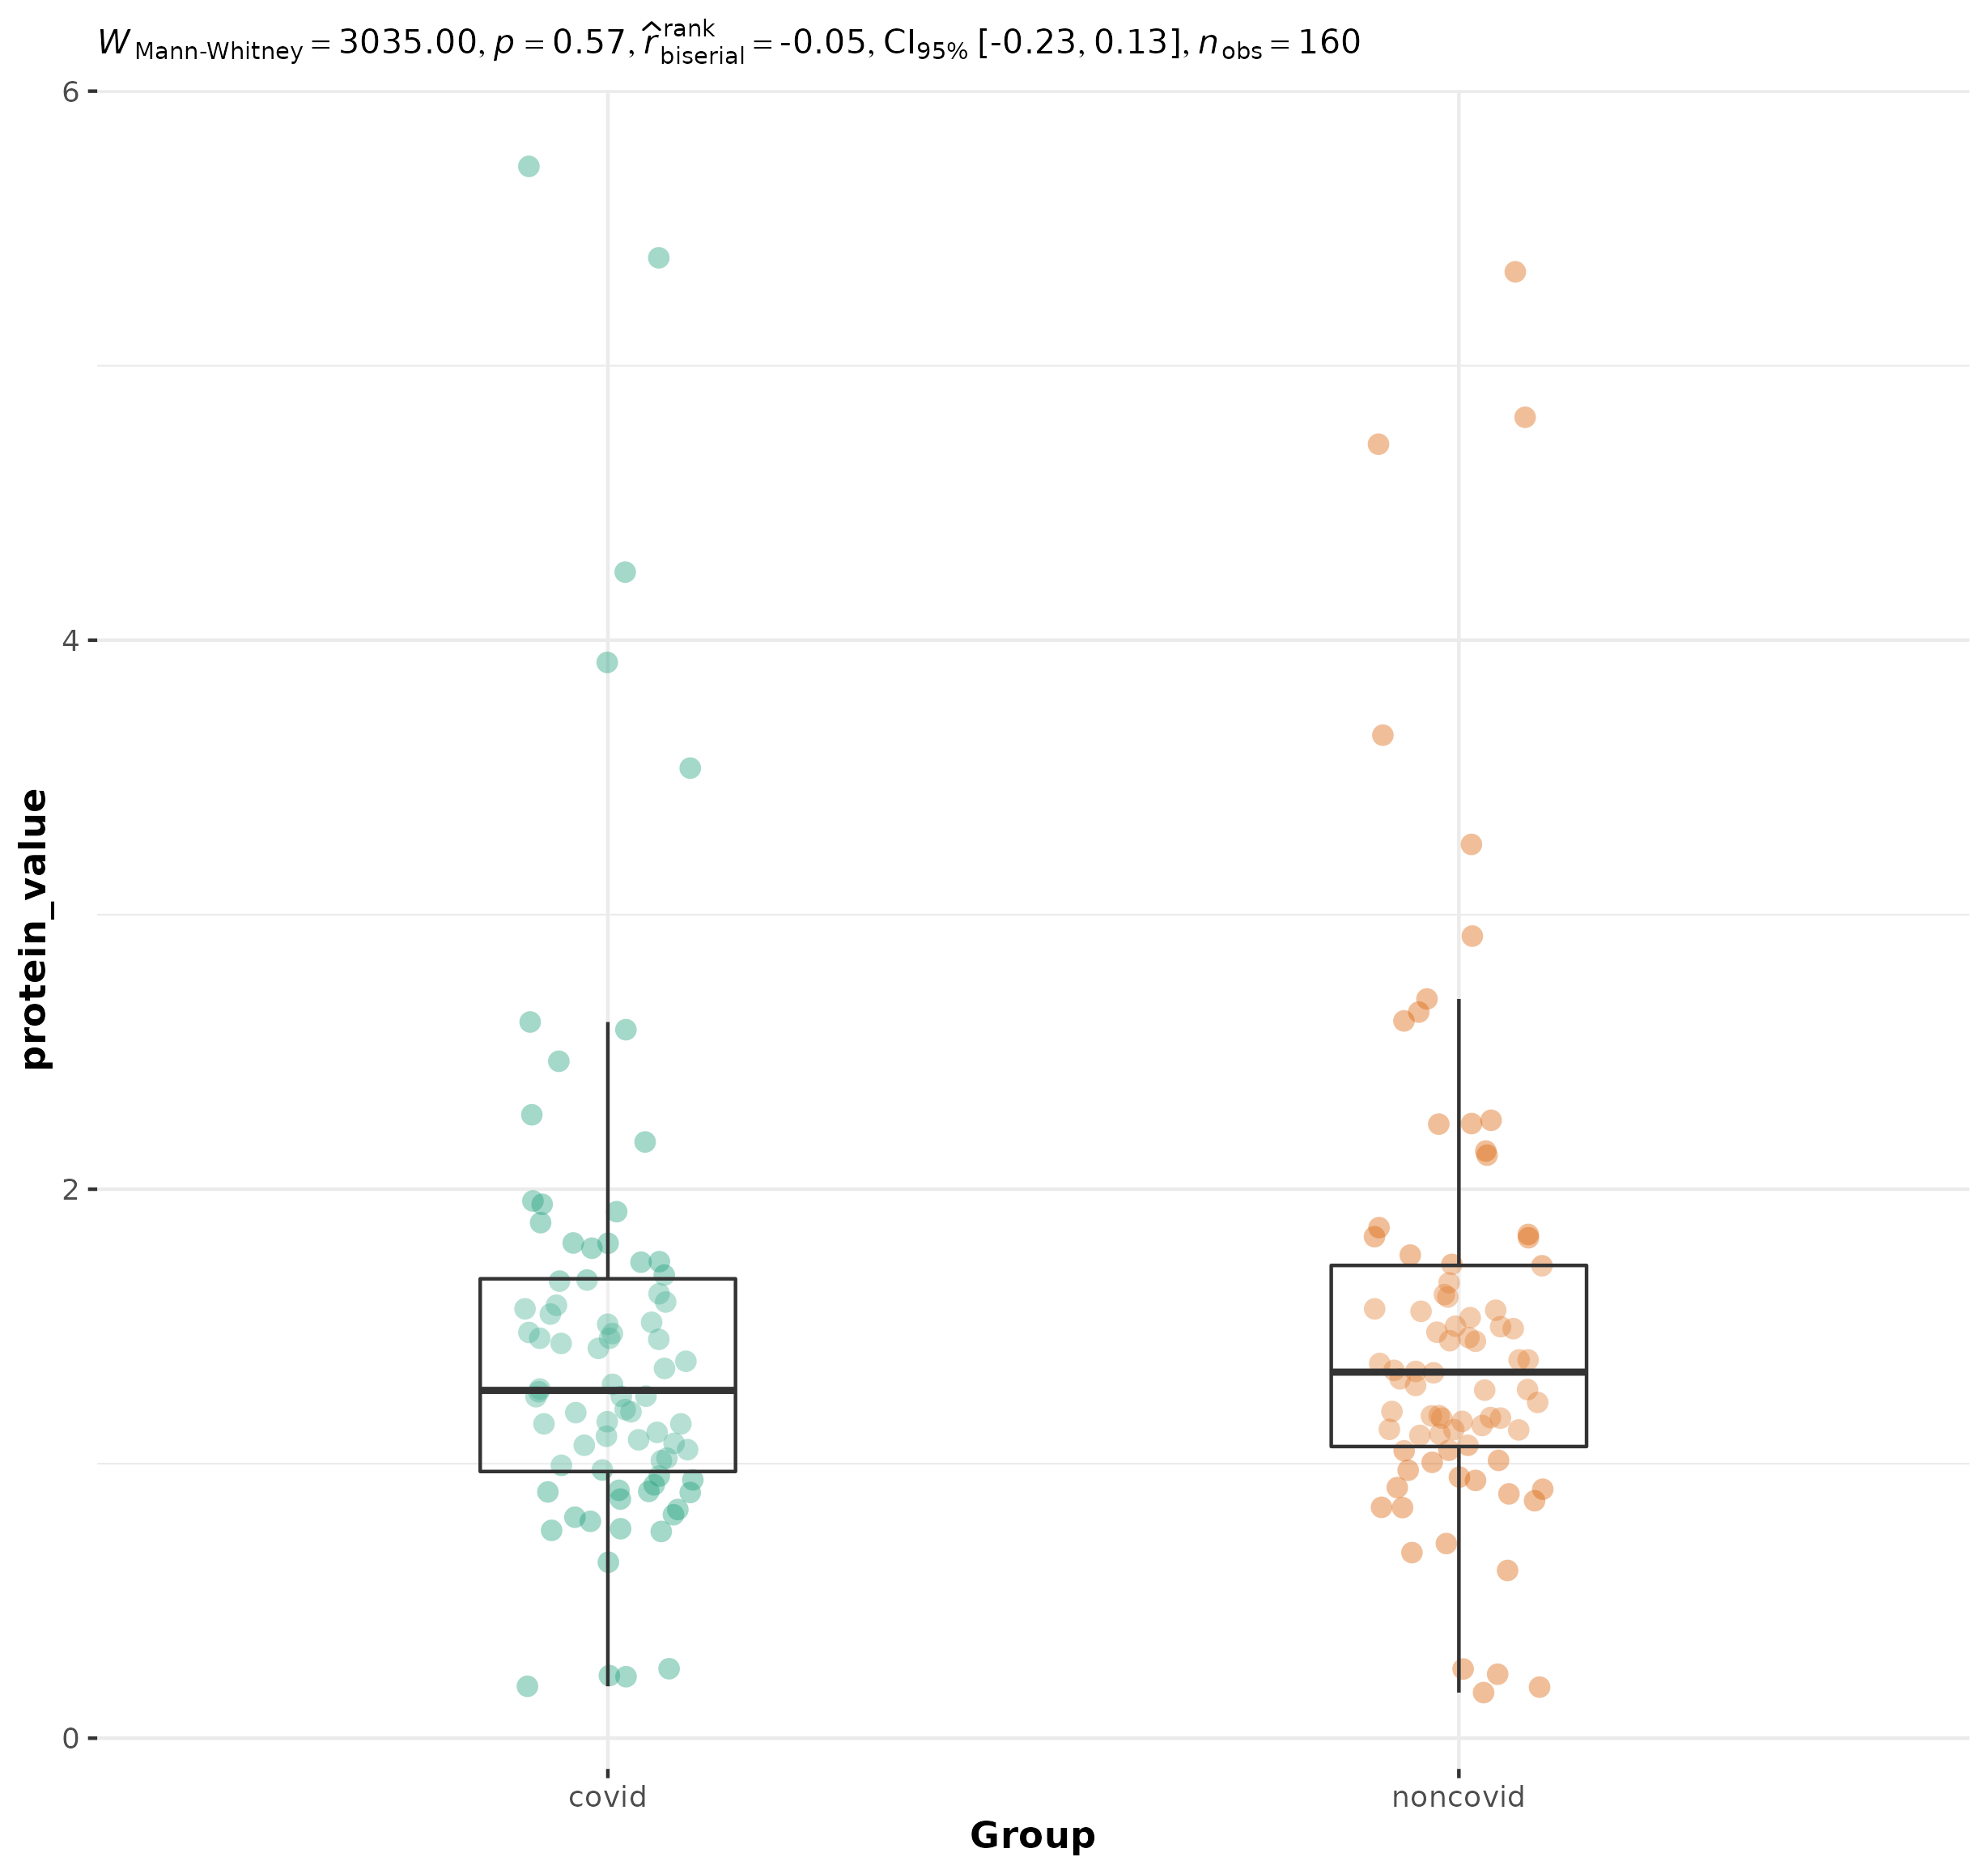 W Mann-Whitney = 3035.00, p = 0.57, r̂ rank biserial = -0.05, CI95% [-0.23, 0.13], nobs = 160
6
4
2
0
protein_value
covid noncovid
Group